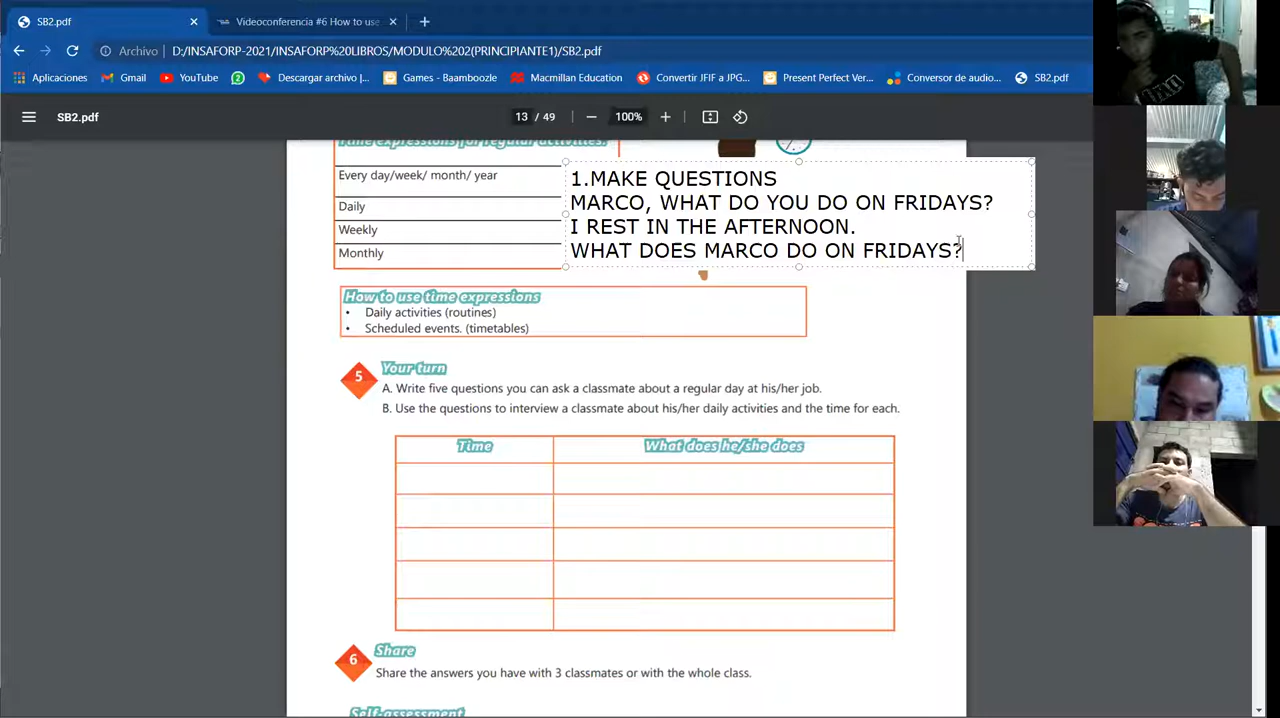 SB2.pdf
Videoconferencia #6 How to use
Archivo | D:/INSAFORP-2021/INSAFORP%20LIBROS/MODULO%202(PRINCIPIANTE1)/SB2.pdf
Aplicaciones Gmail YouTube Descargar archivo |... Games - Baamboozle Macmillan Education Convertir JFIF a JPG... Present Perfect Ver... Conversor de audio... SB2.pdf
SB2.pdf 13 / 49 100%
Time expressions for regular activities.
Every day/week/ month/ year
Daily
Weekly
Monthly
1.MAKE QUESTIONS
MARCO, WHAT DO YOU DO ON FRIDAYS?
I REST IN THE AFTERNOON.
WHAT DOES MARCO DO ON FRIDAYS?
How to use time expressions
• Daily activities (routines)
• Scheduled events. (timetables)
5 Your turn
A. Write five questions you can ask a classmate about a regular day at his/her job.
B. Use the questions to interview a classmate about his/her daily activities and the time for each.
Time What does he/she does
6 Share
Share the answers you have with 3 classmates or with the whole class.
Self-assessment